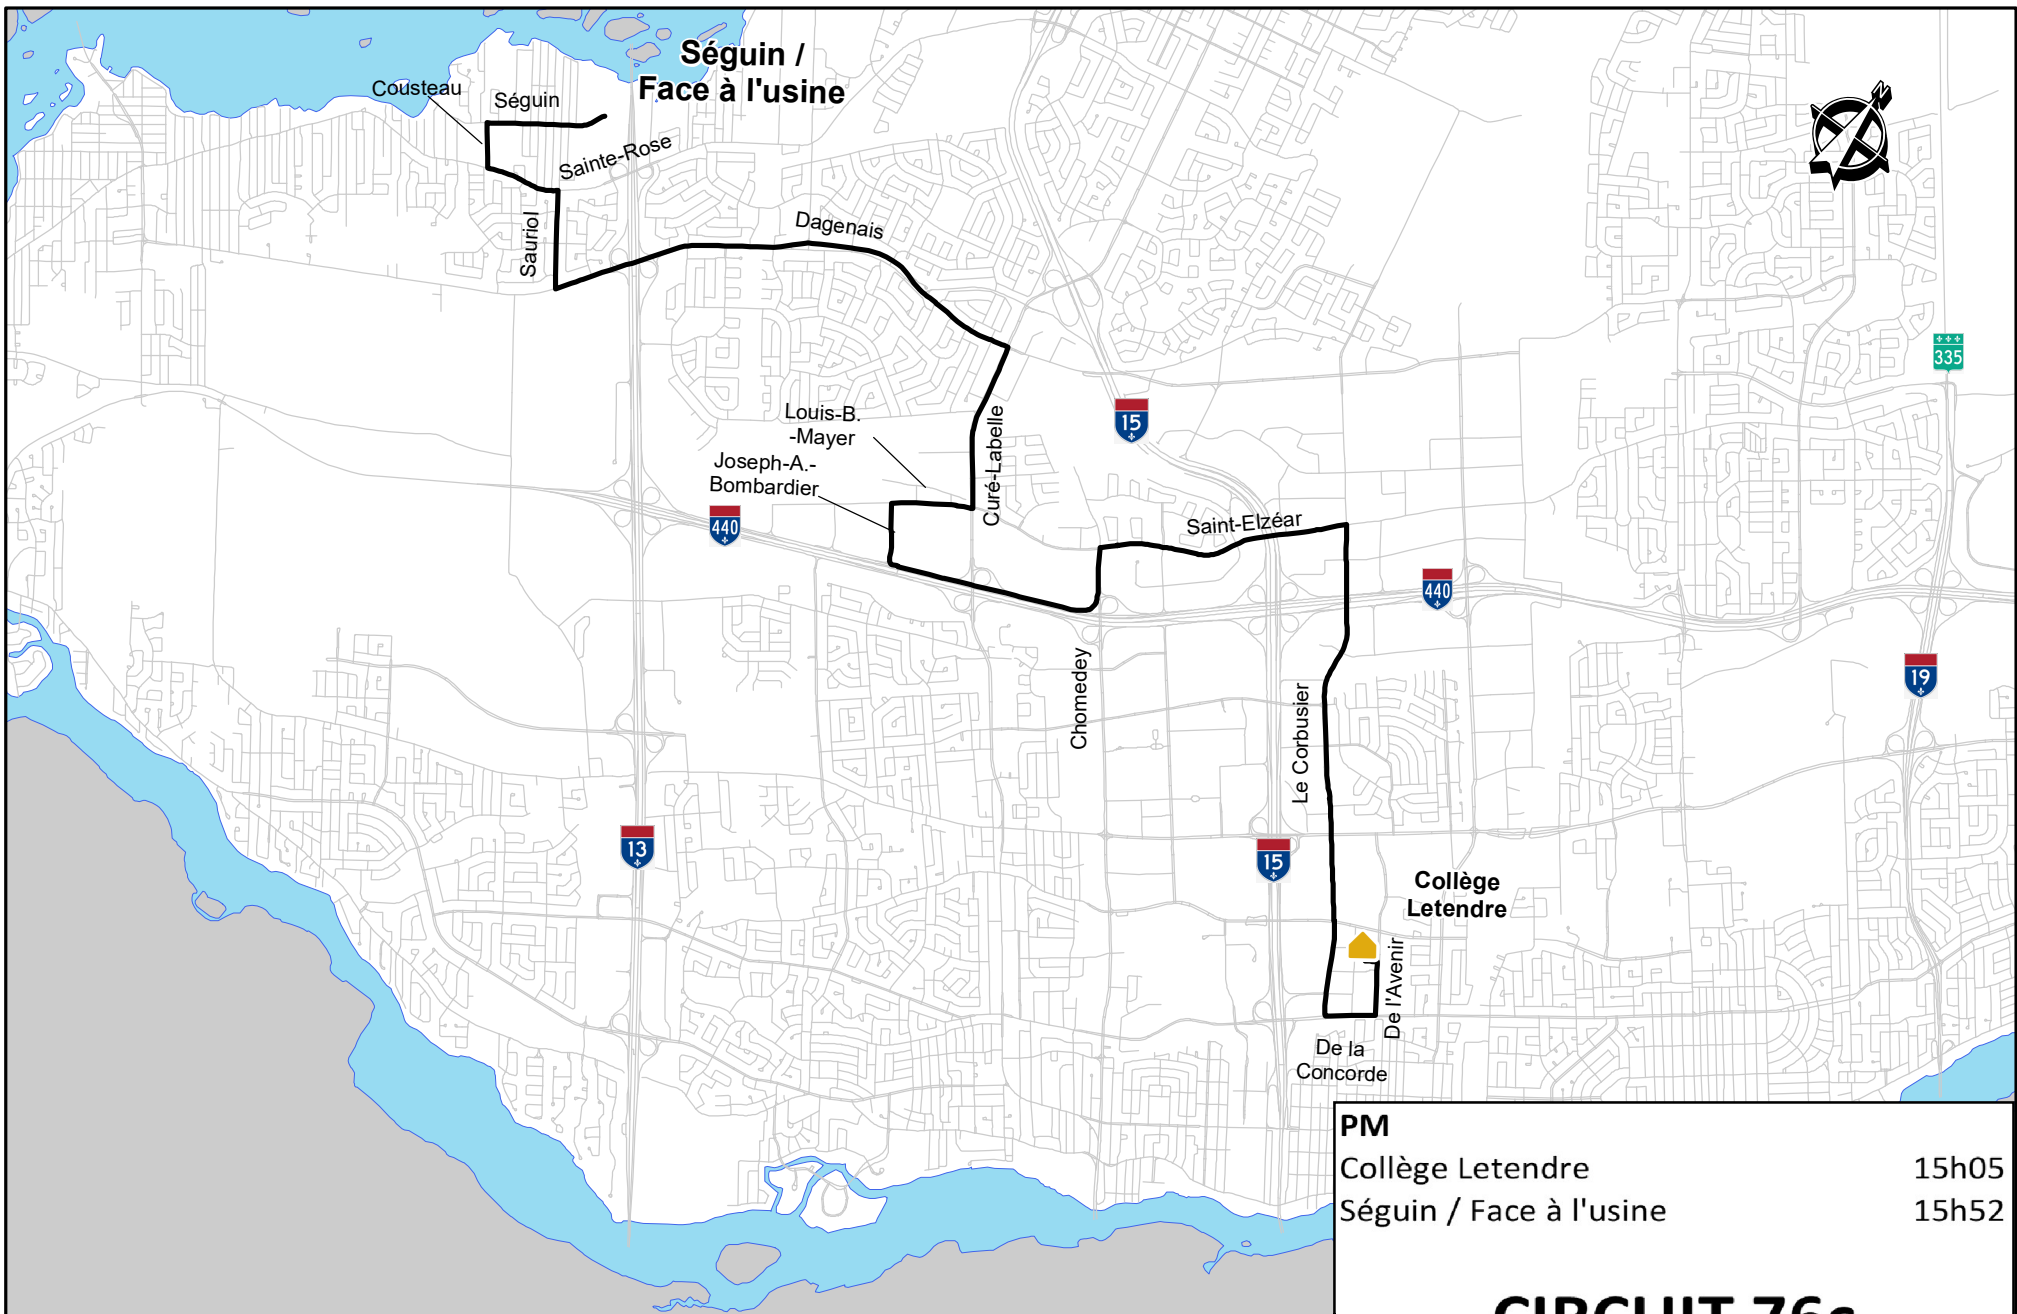 Séguin /
Face à l'usine
Cousteau
Séguin
Sainte-Rose
Sauriol
Dagenais
335
15
Louis-B.
-Mayer
Curé-Labelle
Joseph-A.-
Bombardier
440
Saint-Elzéar
440
Chomedey
19
Le Corbusier
13
15
Collège
Letendre
De l'Avenir
De la
Concorde
PM
Collège Letendre 15h05
Séguin / Face à l'usine 15h52